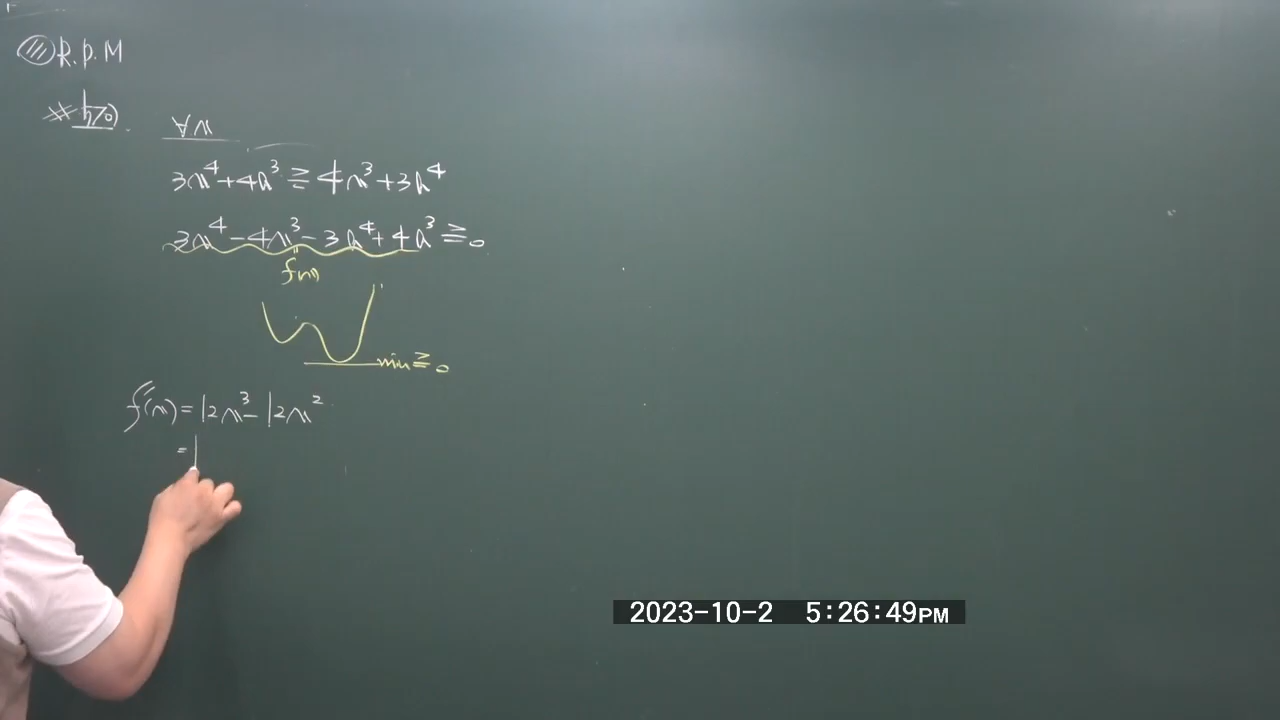 R.P.M
∀x
3x⁴+4a³ ≧ 4x³+3a⁴
3x⁴-4x³-3a⁴+4a³ ≧ 0
f(x)
min ≧ 0
f'(x) = 12x³ - 12x²
= 1
2023-10-2 5:26:49PM